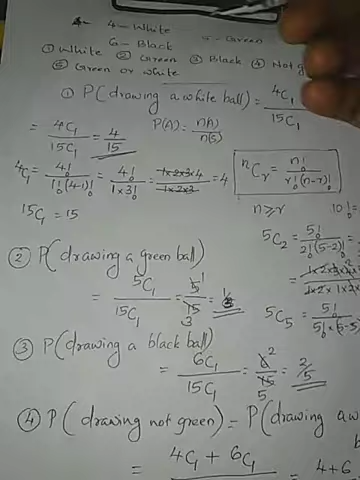 4 - White
6 - Black 4 - Green
① White ② Green ③ Black ④ Not g
⑤ Green or white
① P(drawing a white ball) = 4C₁ / 15C₁
= 4C₁ / 15C₁ = 4/15 P(A) = n(A) / n(S)
4C₁ = 4! / 1!(4-1)! = 4! / 1×3! = 1×2×3×4 / 1×2×3 = 4 ⁿCᵣ = n! / r!(n-r)!
15C₁ = 15 n ≥ r 10! =
5C₂ = 5! / 2!(5-2)! =
② P(drawing a green ball)
= 5C₁ / 15C₁ = 5/15 = 1/3
5C₅ = 5!
③ P(drawing a black ball)
= 6C₁ / 15C₁ = 6/15 = 2/5
④ P(drawing not green) = P(drawing a w
= 4C₁ + 6C₁ = 4+6